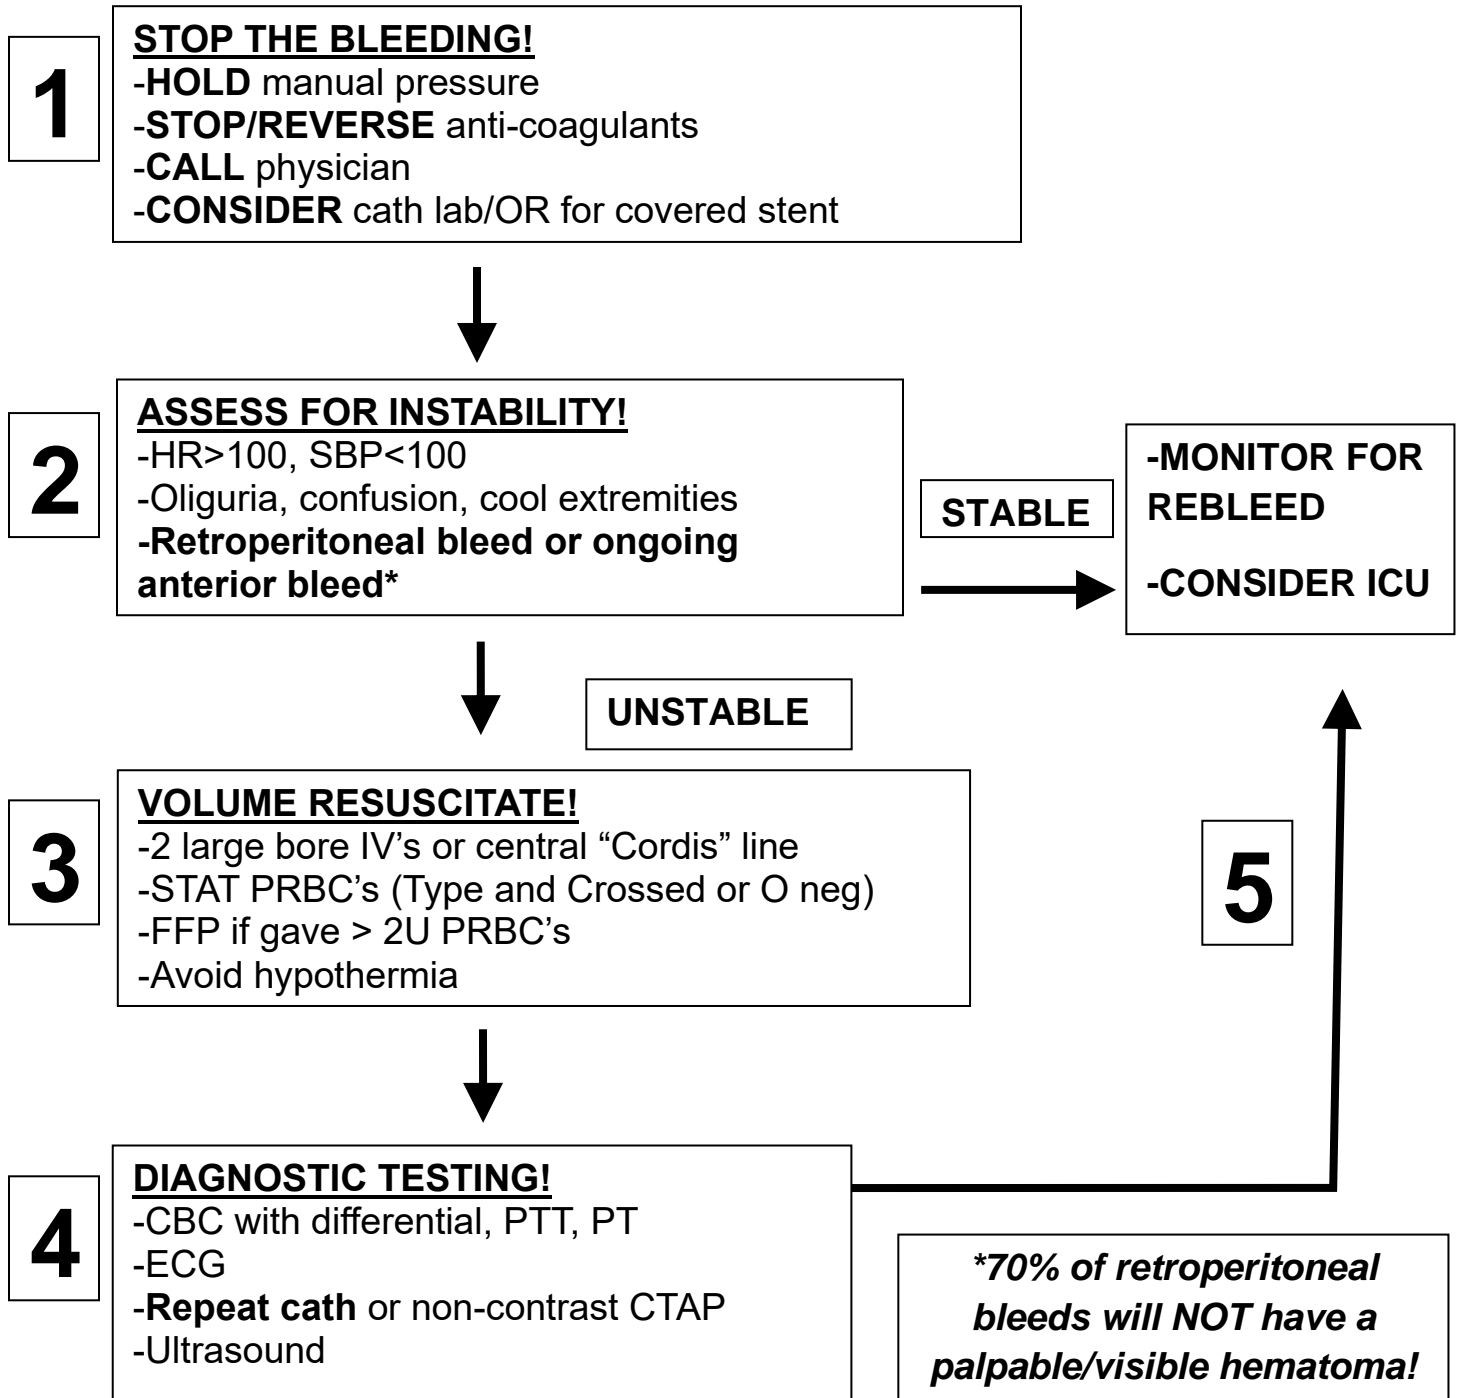 1
STOP THE BLEEDING!
-HOLD manual pressure
-STOP/REVERSE anti-coagulants
-CALL physician
-CONSIDER cath lab/OR for covered stent
2
ASSESS FOR INSTABILITY!
-HR>100, SBP<100
-Oliguria, confusion, cool extremities
-Retroperitoneal bleed or ongoing
anterior bleed*
STABLE
-MONITOR FOR
REBLEED
-CONSIDER ICU
UNSTABLE
3
VOLUME RESUSCITATE!
-2 large bore IV's or central “Cordis” line
-STAT PRBC's (Type and Crossed or O neg)
-FFP if gave > 2U PRBC's
-Avoid hypothermia
5
4
DIAGNOSTIC TESTING!
-CBC with differential, PTT, PT
-ECG
-Repeat cath or non-contrast CTAP
-Ultrasound
*70% of retroperitoneal
bleeds will NOT have a
palpable/visible hematoma!